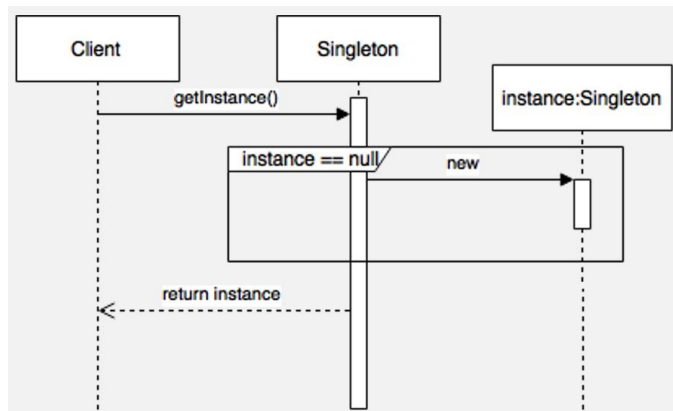 Client
Singleton
getInstance()
instance:Singleton
instance == null
new
return instance